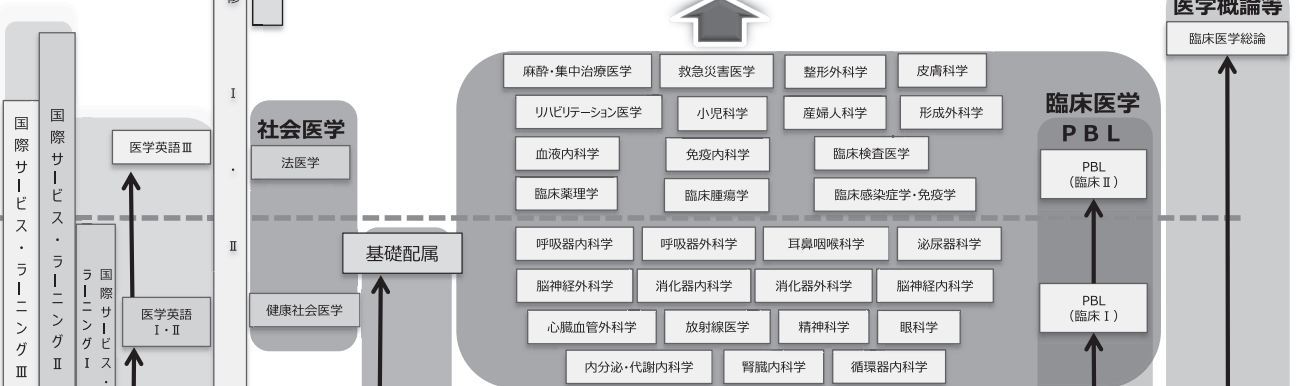 医学概論等
臨床医学総論
麻酔・集中治療医学
救急災害医学
整形外科学
皮膚科学
リハビリテーション医学
小児科学
産婦人科学
形成外科学
血液内科学
免疫内科学
臨床検査医学
臨床薬理学
臨床腫瘍学
臨床感染症学・免疫学
呼吸器内科学
呼吸器外科学
耳鼻咽喉科学
泌尿器科学
脳神経外科学
消化器内科学
消化器外科学
脳神経内科学
心臓血管外科学
放射線医学
精神科学
眼科学
内分泌・代謝内科学
腎臓内科学
循環器内科学
臨床医学
PBL
PBL
（臨床Ⅱ）
PBL
（臨床Ⅰ）
社会医学
法医学
健康社会医学
基礎配属
Ⅰ
・
Ⅱ
医学英語Ⅲ
医学英語
Ⅰ・Ⅱ
国際サービス・ラーニングⅢ
国際サービス・ラーニングⅡ
国際サービス・
ラーニングⅠ